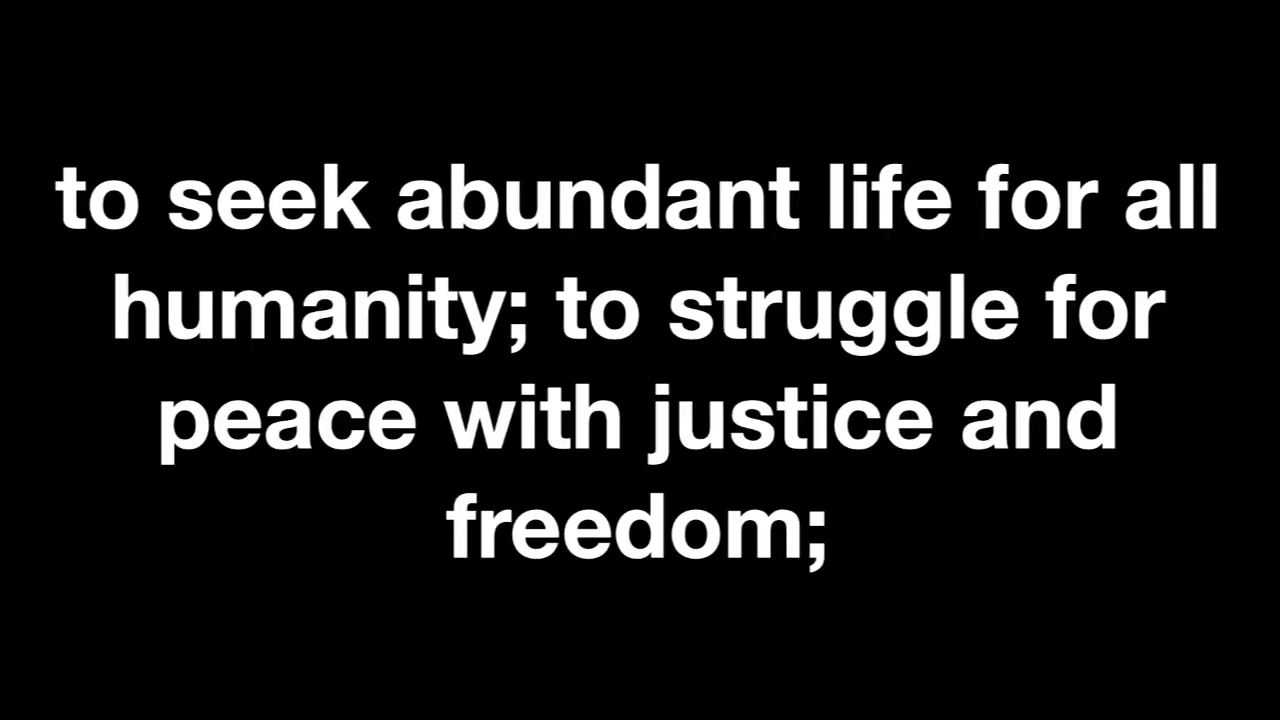 to seek abundant life for all
humanity; to struggle for
peace with justice and
freedom;